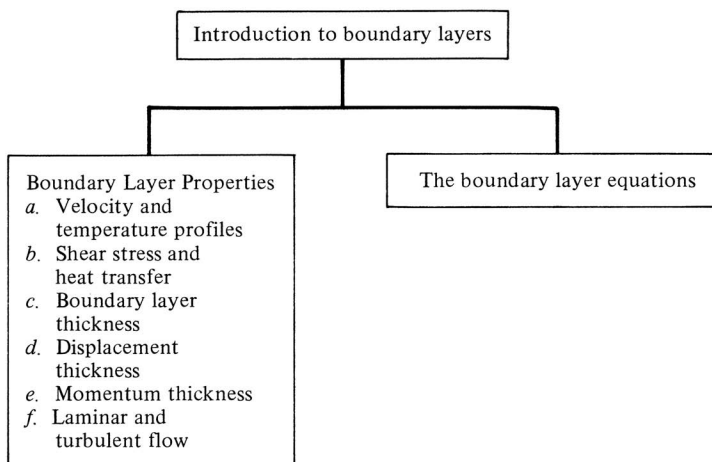 Introduction to boundary layers
Boundary Layer Properties
a. Velocity and
temperature profiles
b. Shear stress and
heat transfer
c. Boundary layer
thickness
d. Displacement
thickness
e. Momentum thickness
f. Laminar and
turbulent flow
The boundary layer equations